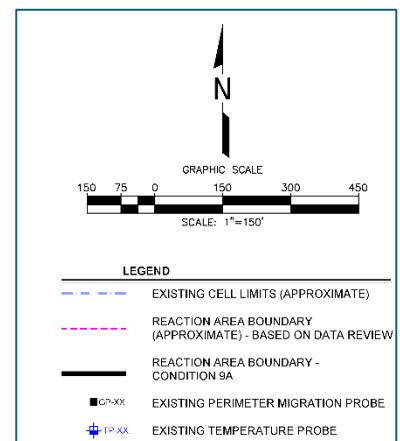 N
GRAPHIC SCALE
150 75 0 150 300 450
SCALE: 1"=150'
LEGEND
EXISTING CELL LIMITS (APPROXIMATE)
REACTION AREA BOUNDARY
(APPROXIMATE) - BASED ON DATA REVIEW
REACTION AREA BOUNDARY -
CONDITION 9A
GP-XX EXISTING PERIMETER MIGRATION PROBE
TP-XX EXISTING TEMPERATURE PROBE